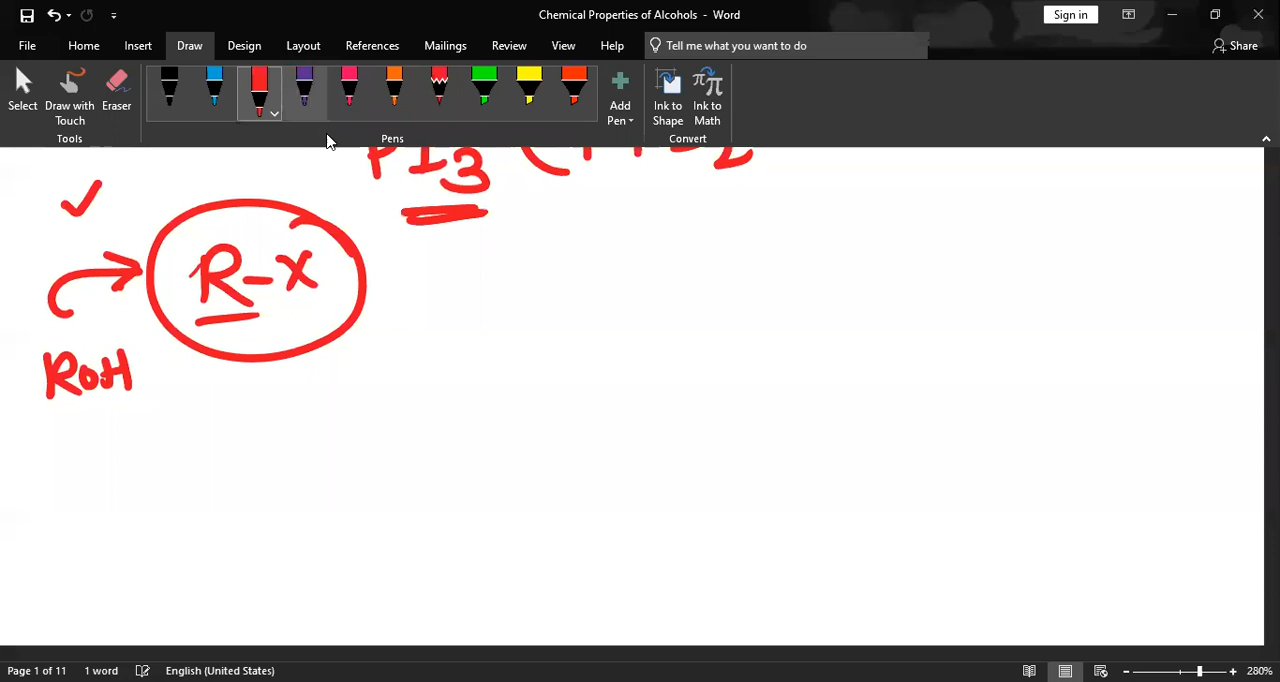 Chemical Properties of Alcohols - Word
Sign in
File Home Insert Draw Design Layout References Mailings Review View Help Tell me what you want to do Share
Select Draw with Touch Eraser Add Pen Ink to Shape Ink to Math
Tools Pens Convert
PI3
R-X
ROH
Page 1 of 11 1 word English (United States) 280%